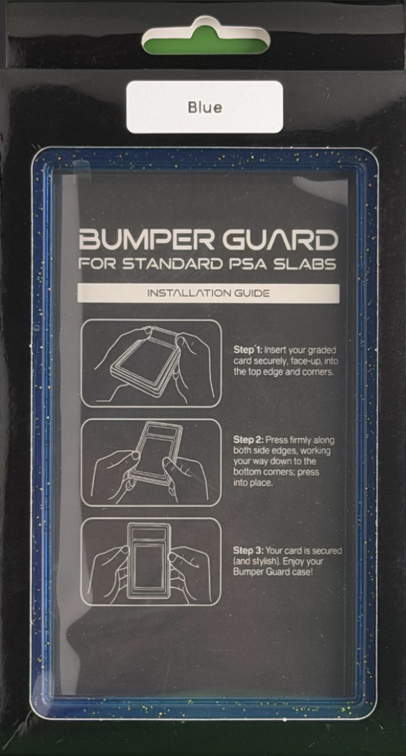 Blue
BUMPER GUARD
FOR STANDARD PSA SLABS
INSTALLATION GUIDE
Step 1: Insert your graded
card securely, face-up, into
the top edge and corners.
Step 2: Press firmly along
both side edges, working
your way down to the
bottom corners; press
into place.
Step 3: Your card is secured
(and stylish). Enjoy your
Bumper Guard case!